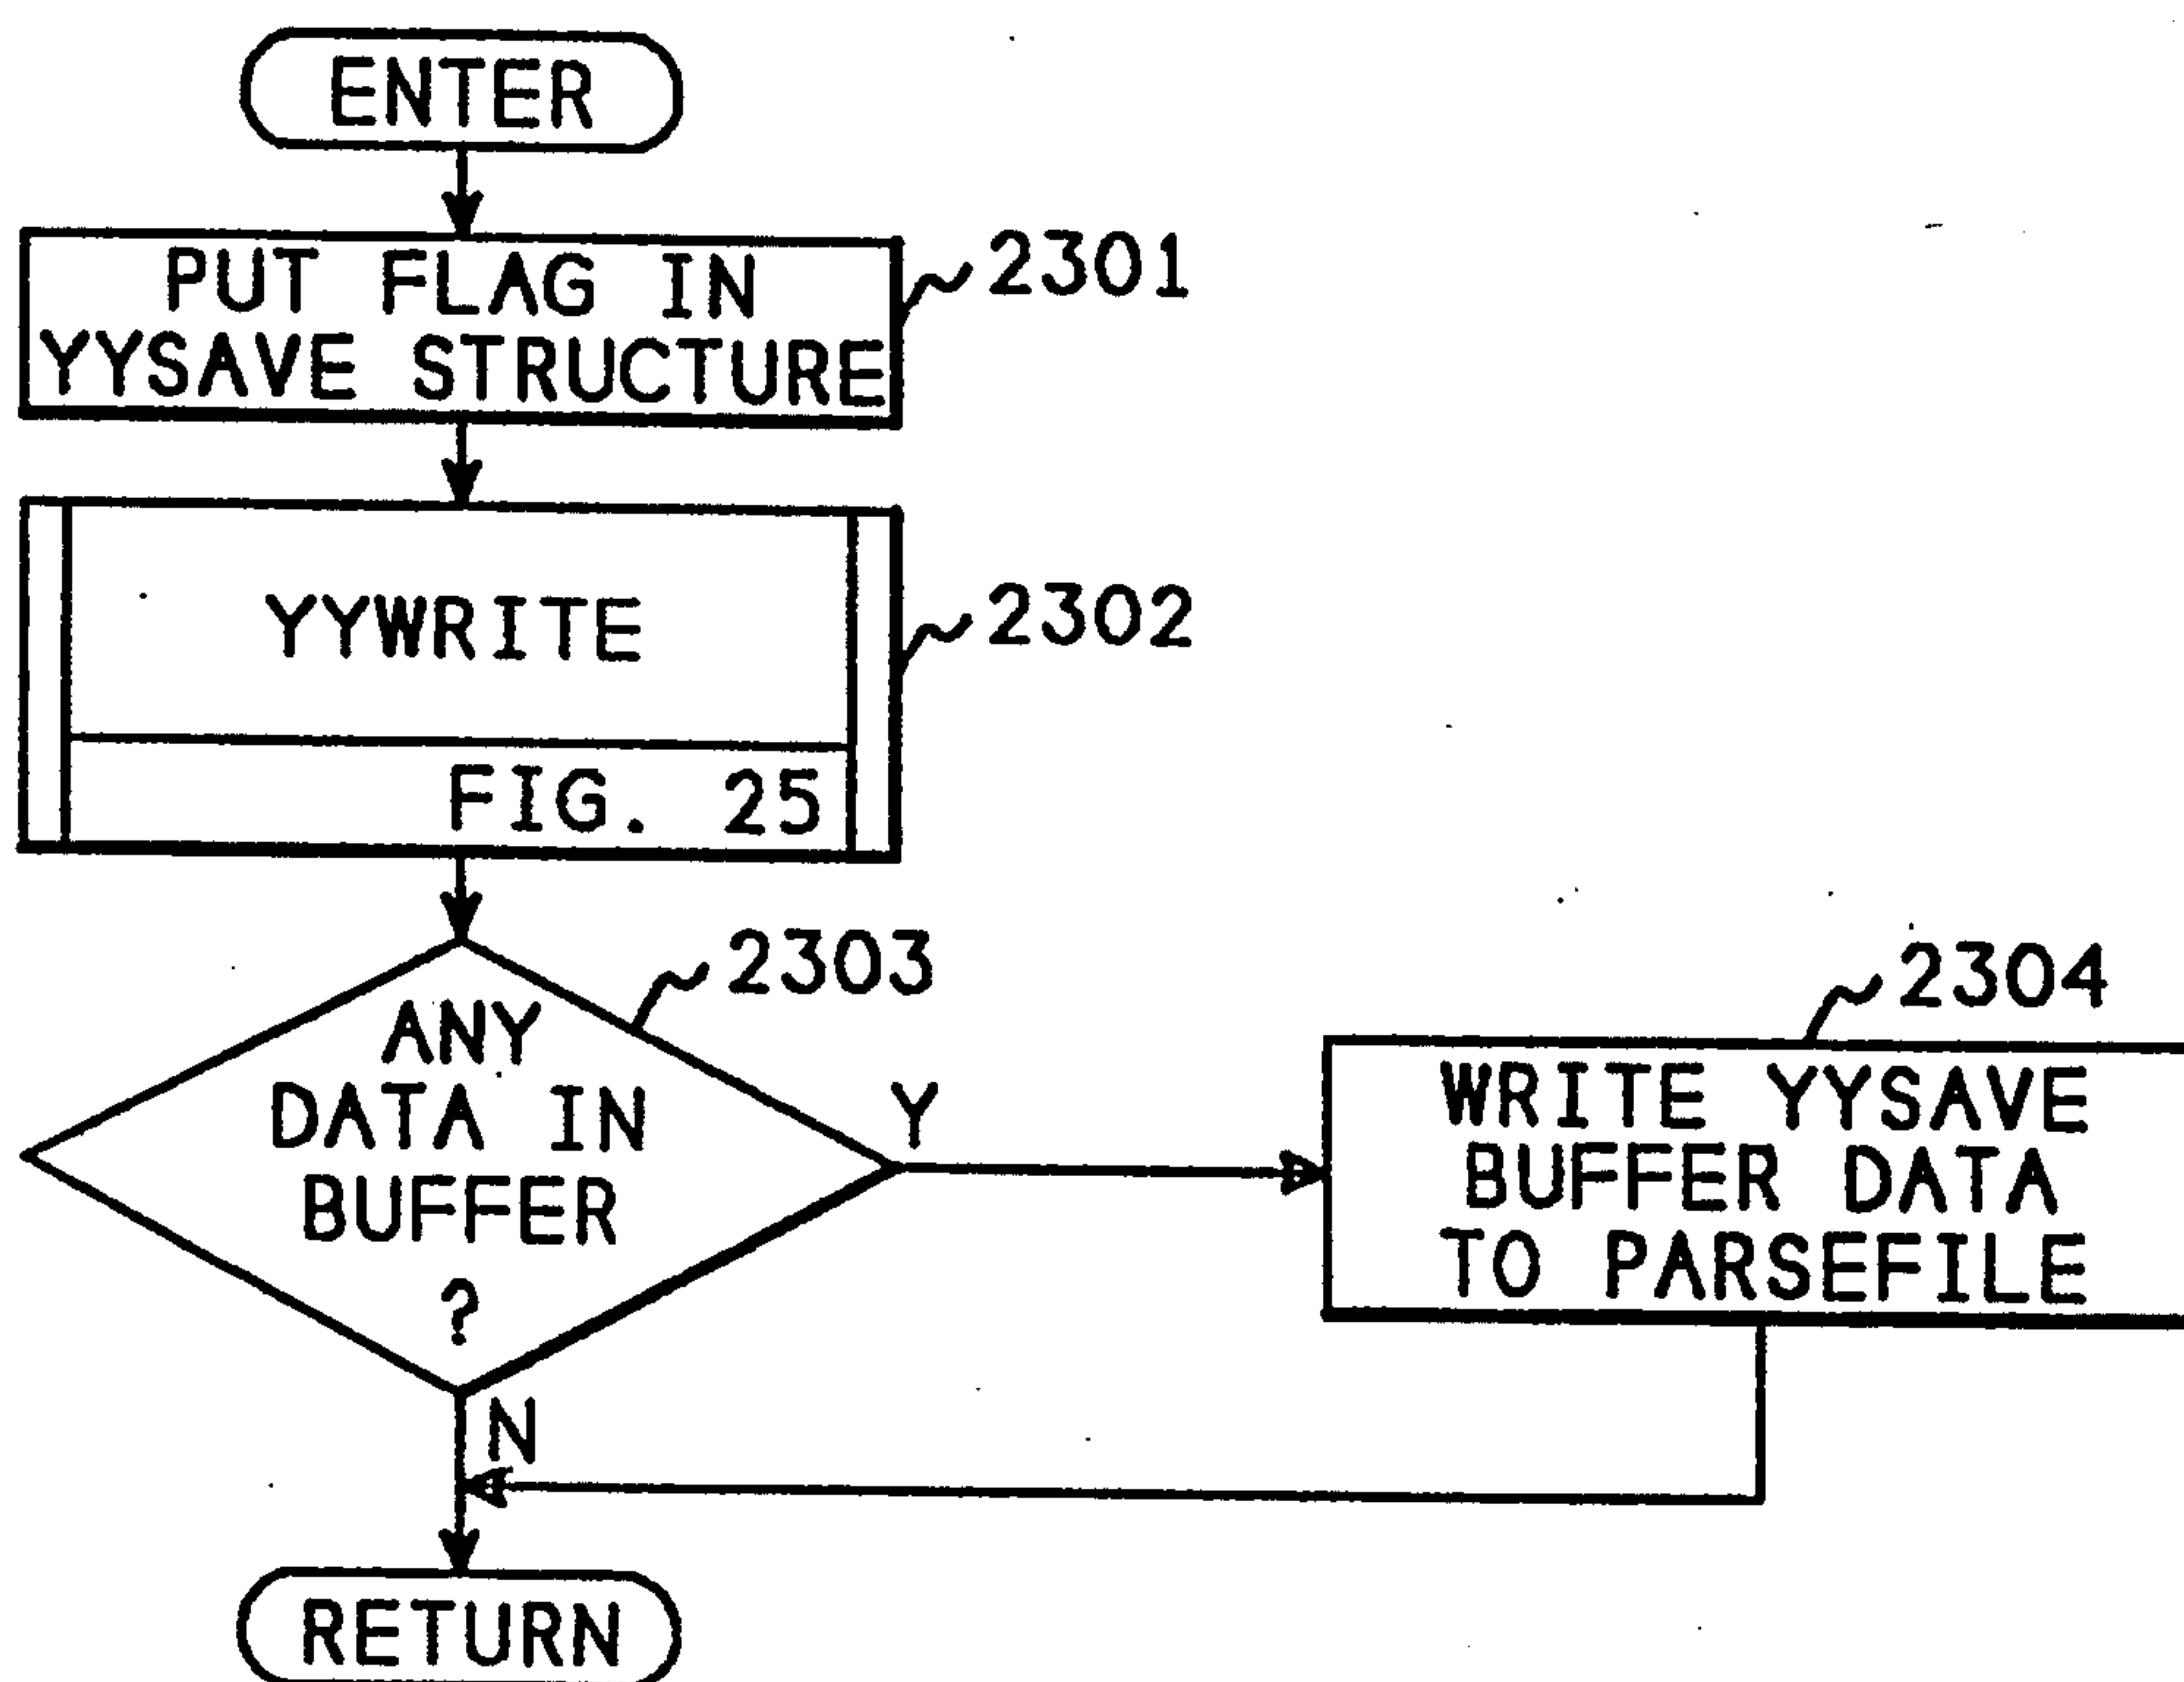 ENTER
PUT FLAG IN
YYSAVE STRUCTURE
2301
YYWRITE
2302
FIG. 25
2303
ANY
DATA IN
BUFFER
?
Y
2304
WRITE YYSAVE
BUFFER DATA
TO PARSEFILE
N
RETURN